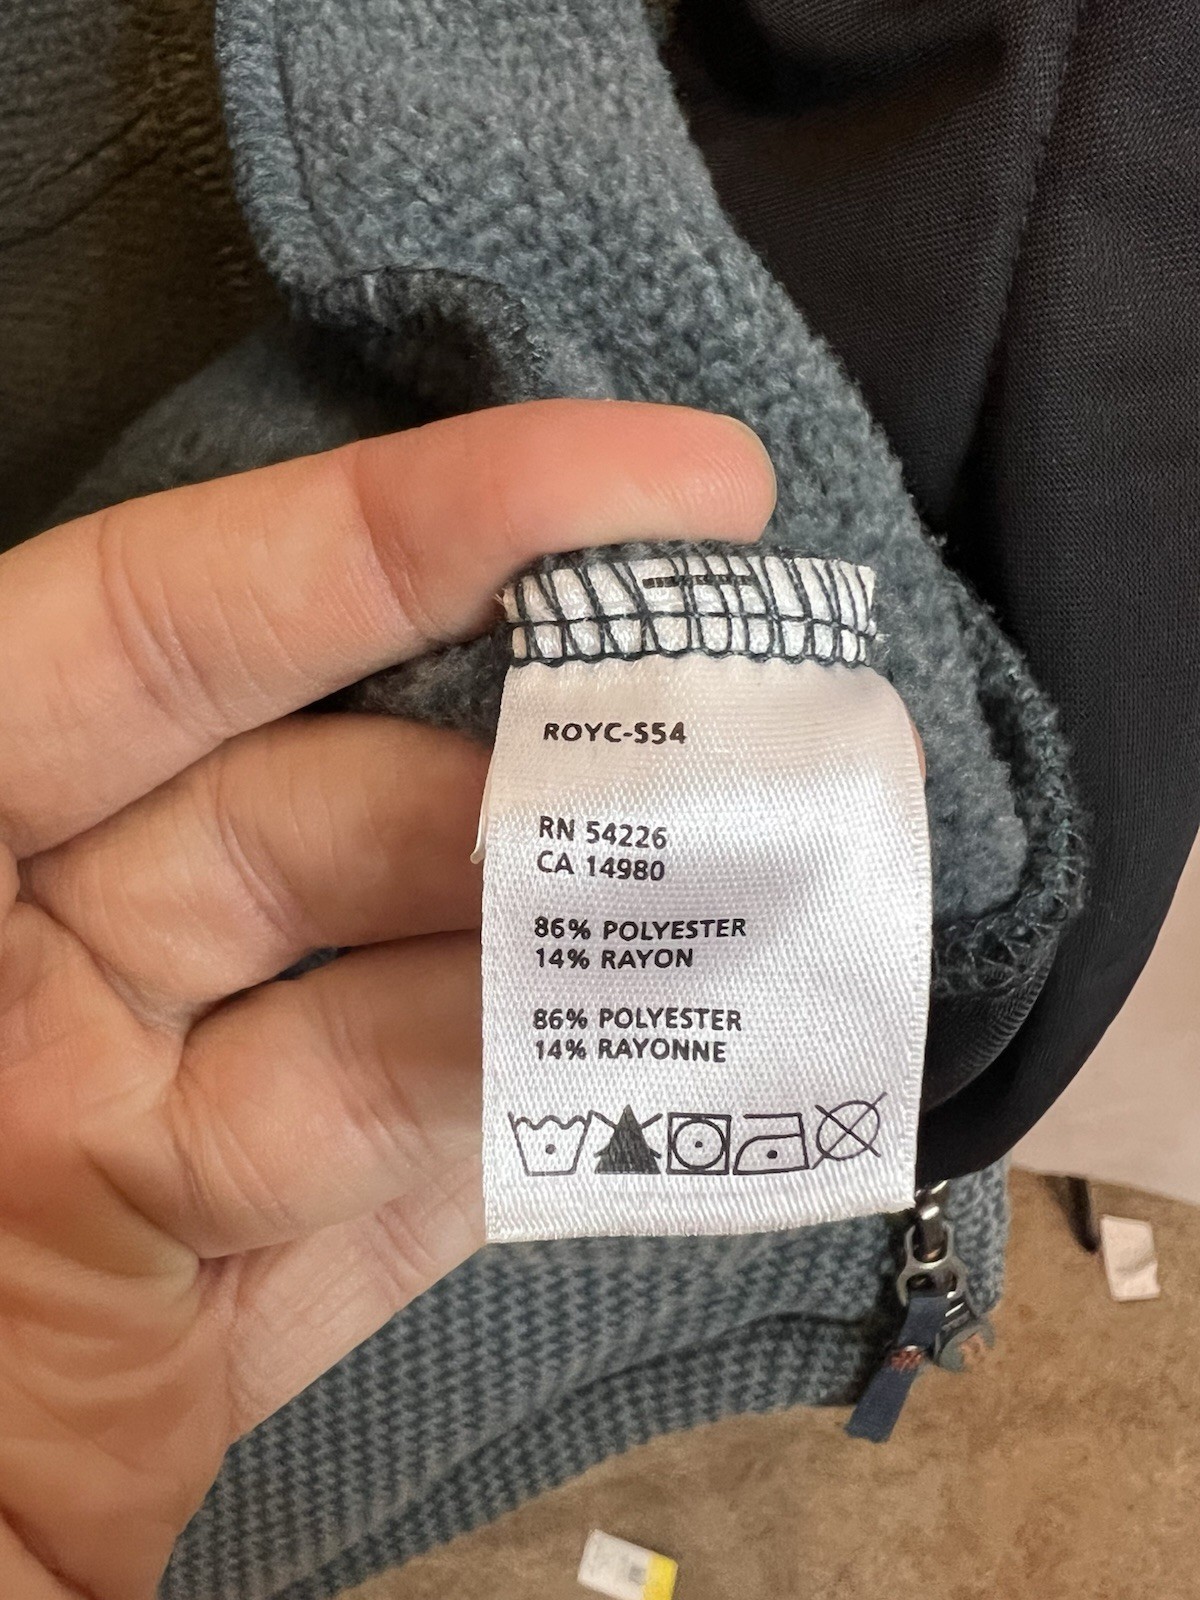 ROYC-S54
RN 54226
CA 14980
86% POLYESTER
14% RAYON
86% POLYESTER
14% RAYONNE